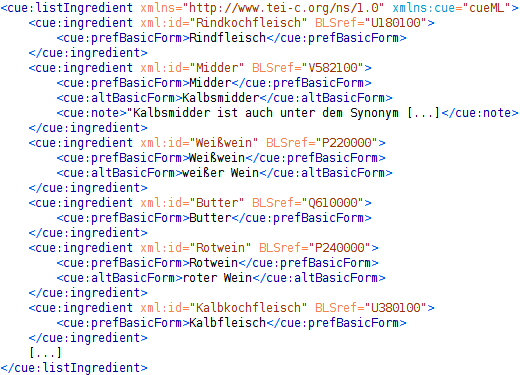 <cue:listIngredient xmlns="http://www.tei-c.org/ns/1.0" xmlns:cue="cueML">
<cue:ingredient xml:id="Rindkochfleisch" BLSref="U180100">
<cue:prefBasicForm>Rindfleisch</cue:prefBasicForm>
</cue:ingredient>
<cue:ingredient xml:id="Midder" BLSref="V582100">
<cue:prefBasicForm>Midder</cue:prefBasicForm>
<cue:altBasicForm>Kalbsmidder</cue:altBasicForm>
<cue:note>"Kalbsmidder ist auch unter dem Synonym [...]</cue:note>
</cue:ingredient>
<cue:ingredient xml:id="Weißwein" BLSref="P220000">
<cue:prefBasicForm>Weißwein</cue:prefBasicForm>
<cue:altBasicForm>weißer Wein</cue:altBasicForm>
</cue:ingredient>
<cue:ingredient xml:id="Butter" BLSref="Q610000">
<cue:prefBasicForm>Butter</cue:prefBasicForm>
</cue:ingredient>
<cue:ingredient xml:id="Rotwein" BLSref="P240000">
<cue:prefBasicForm>Rotwein</cue:prefBasicForm>
<cue:altBasicForm>roter Wein</cue:altBasicForm>
</cue:ingredient>
<cue:ingredient xml:id="Kalbkochfleisch" BLSref="U380100">
<cue:prefBasicForm>Kalbfleisch</cue:prefBasicForm>
</cue:ingredient>
[...]
</cue:listIngredient>